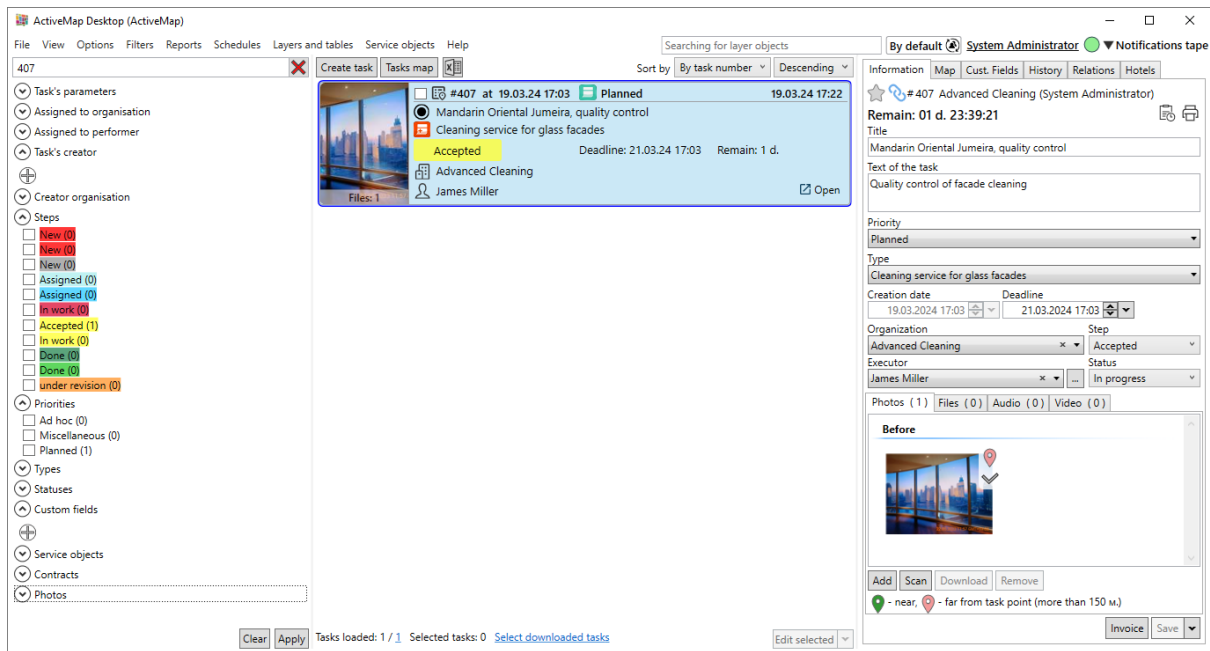 ActiveMap Desktop (ActiveMap)
File View Options Filters Reports Schedules Layers and tables Service objects Help
Searching for layer objects
By default System Administrator Notifications tape
407
Task's parameters
Assigned to organisation
Assigned to performer
Task's creator
Creator organisation
Steps
New (0)
New (0)
New (0)
Assigned (0)
Assigned (0)
In work (0)
Accepted (1)
In work (0)
Done (0)
Done (0)
under revision (0)
Priorities
Ad hoc (0)
Miscellaneous (0)
Planned (1)
Types
Statuses
Custom fields
Service objects
Contracts
Photos
Clear Apply
Create task Tasks map
Sort by By task number Descending
#407 at 19.03.24 17:03 Planned 19.03.24 17:22
Mandarin Oriental Jumeira, quality control
Cleaning service for glass facades
Accepted Deadline: 21.03.24 17:03 Remain: 1 d.
Advanced Cleaning
James Miller
Files: 1
Open
Tasks loaded: 1 / 1 Selected tasks: 0 Select downloaded tasks
Edit selected
Information Map Cust. Fields History Relations Hotels
# 407 Advanced Cleaning (System Administrator)
Remain: 01 d. 23:39:21
Title
Mandarin Oriental Jumeira, quality control
Text of the task
Quality control of facade cleaning
Priority
Planned
Type
Cleaning service for glass facades
Creation date Deadline
19.03.2024 17:03 21.03.2024 17:03
Organization Step
Advanced Cleaning Accepted
Executor Status
James Miller ... In progress
Photos ( 1 ) Files ( 0 ) Audio ( 0 ) Video ( 0 )
Before
Add Scan Download Remove
- near, - far from task point (more than 150 м.)
Invoice Save